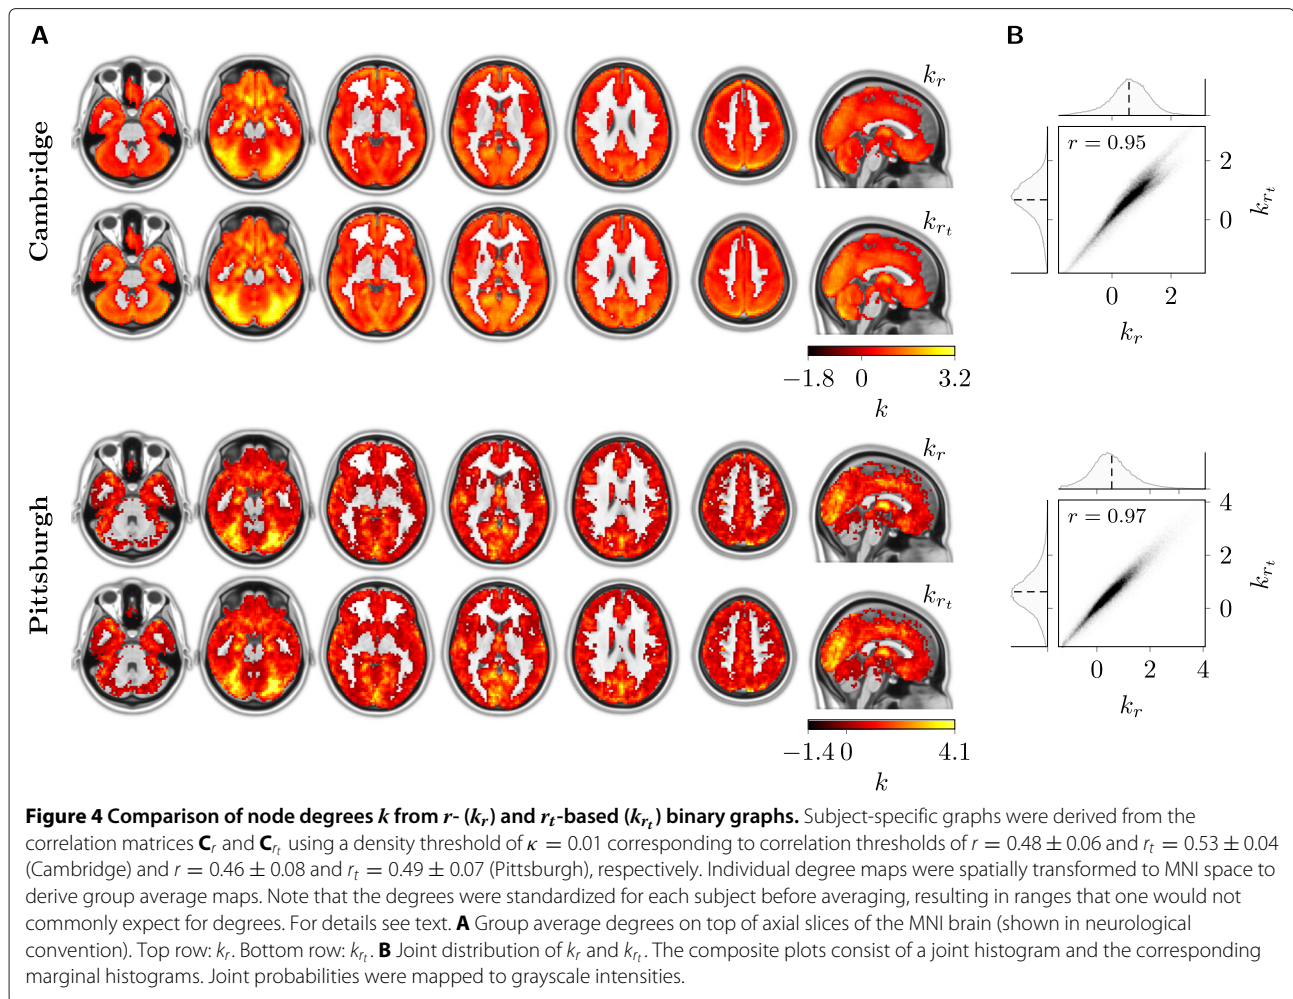 A
B
Cambridge
k_r
k_{r_t}
−1.8 0 3.2
k
r = 0.95
2
0
k_{r_t}
0 2
k_r
Pittsburgh
k_r
k_{r_t}
−1.4 0 4.1
k
r = 0.97
4
2
0
k_{r_t}
0 2 4
k_r
Figure 4 Comparison of node degrees k from r- (k_r) and r_t-based (k_{r_t}) binary graphs. Subject-specific graphs were derived from the
correlation matrices C_r and C_{r_t} using a density threshold of κ = 0.01 corresponding to correlation thresholds of r = 0.48 ± 0.06 and r_t = 0.53 ± 0.04
(Cambridge) and r = 0.46 ± 0.08 and r_t = 0.49 ± 0.07 (Pittsburgh), respectively. Individual degree maps were spatially transformed to MNI space to
derive group average maps. Note that the degrees were standardized for each subject before averaging, resulting in ranges that one would not
commonly expect for degrees. For details see text. A Group average degrees on top of axial slices of the MNI brain (shown in neurological
convention). Top row: k_r. Bottom row: k_{r_t}. B Joint distribution of k_r and k_{r_t}. The composite plots consist of a joint histogram and the corresponding
marginal histograms. Joint probabilities were mapped to grayscale intensities.